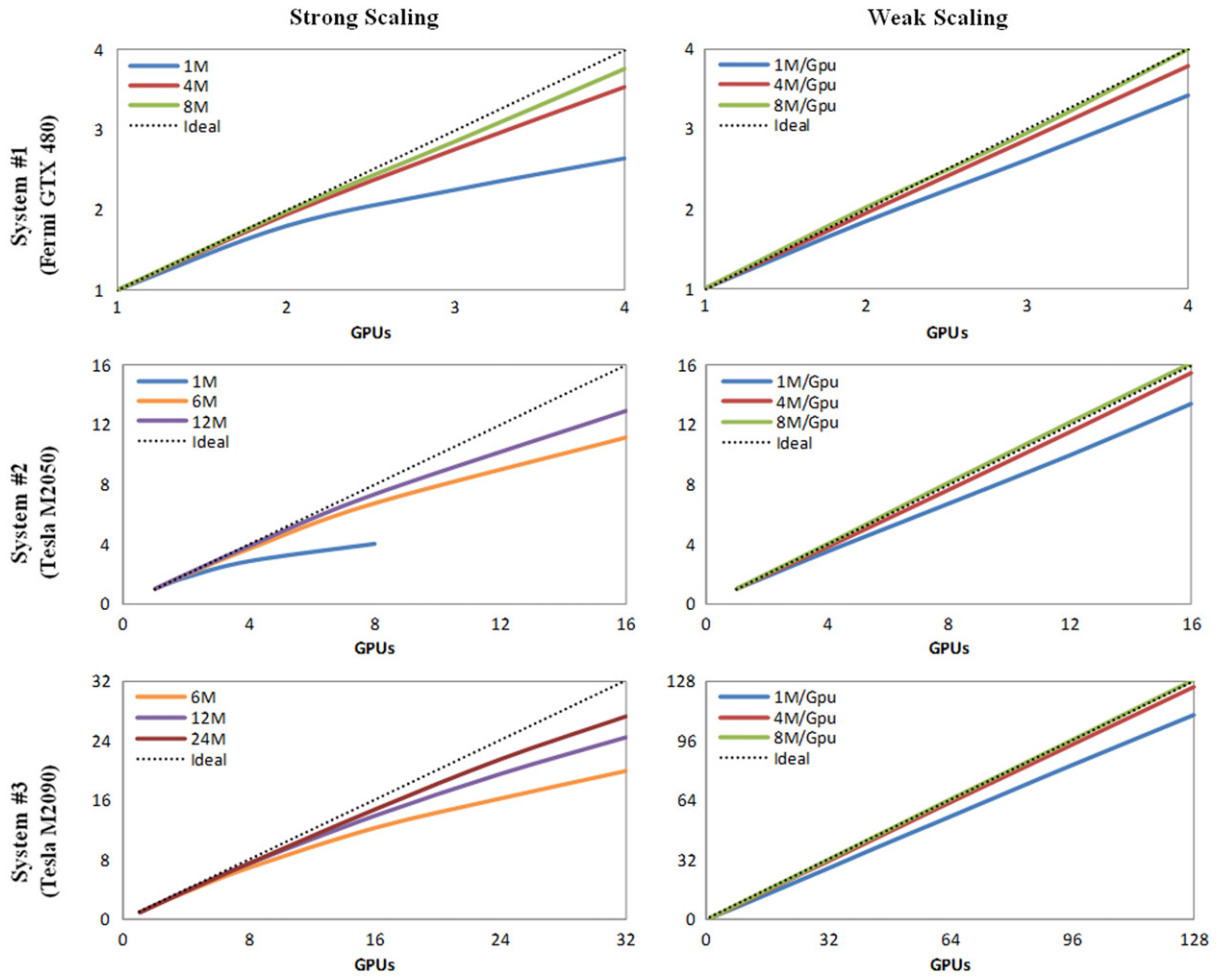 Strong Scaling
Weak Scaling
System #1
(Fermi GTX 480)
4
3
2
1
1M
4M
8M
Ideal
1 2 3 4
GPUs
4
3
2
1
1M/Gpu
4M/Gpu
8M/Gpu
Ideal
1 2 3 4
GPUs
System #2
(Tesla M2050)
16
12
8
4
0
1M
6M
12M
Ideal
0 4 8 12 16
GPUs
16
12
8
4
0
1M/Gpu
4M/Gpu
8M/Gpu
Ideal
0 4 8 12 16
GPUs
System #3
(Tesla M2090)
32
24
16
8
0
6M
12M
24M
Ideal
0 8 16 24 32
GPUs
128
96
64
32
0
1M/Gpu
4M/Gpu
8M/Gpu
Ideal
0 32 64 96 128
GPUs